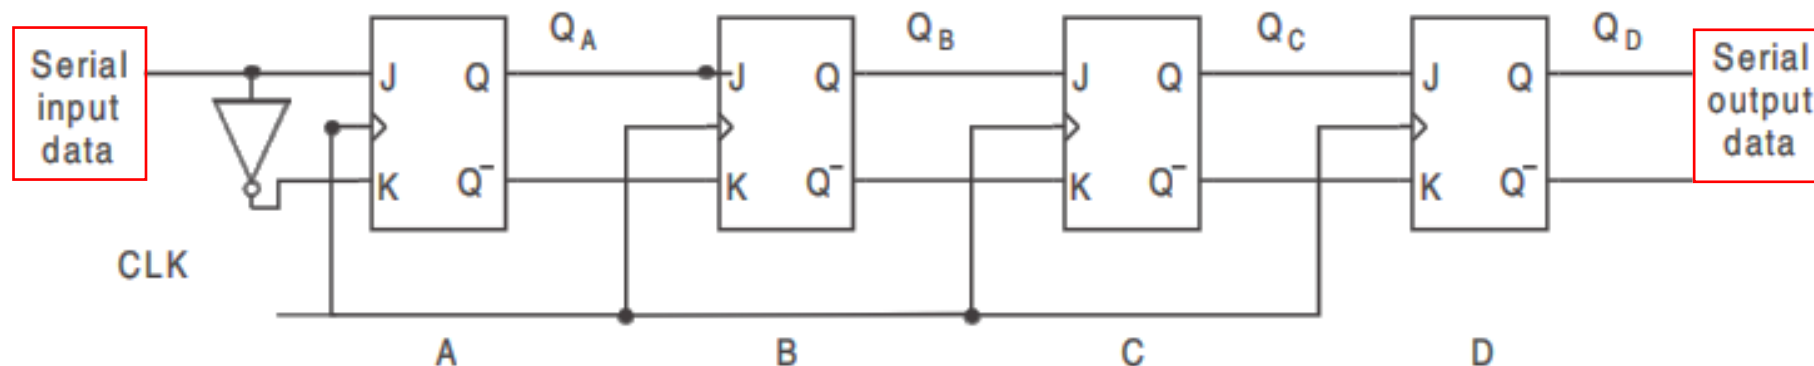 Serial
input
data
Q_A
Q_B
Q_C
Q_D
Serial
output
data
J Q
K Q̅
J Q
K Q̅
J Q
K Q̅
J Q
K Q̅
CLK
A B C D